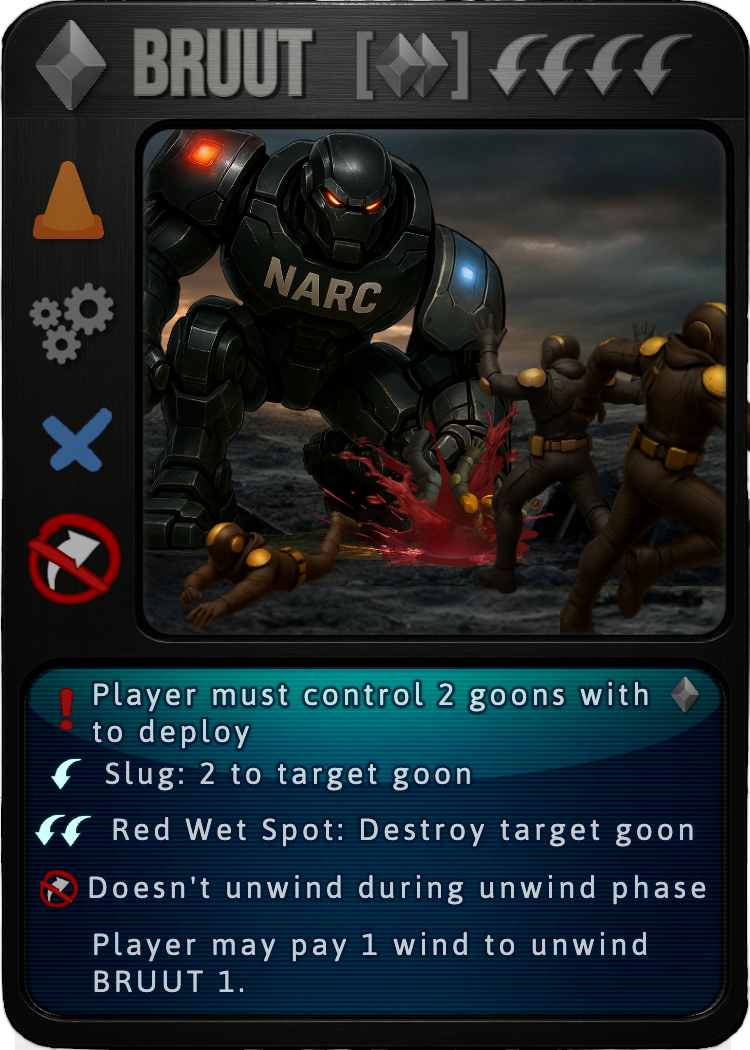 BRUUT
NARC
Player must control 2 goons with
to deploy
Slug: 2 to target goon
Red Wet Spot: Destroy target goon
Doesn't unwind during unwind phase
Player may pay 1 wind to unwind
BRUUT 1.